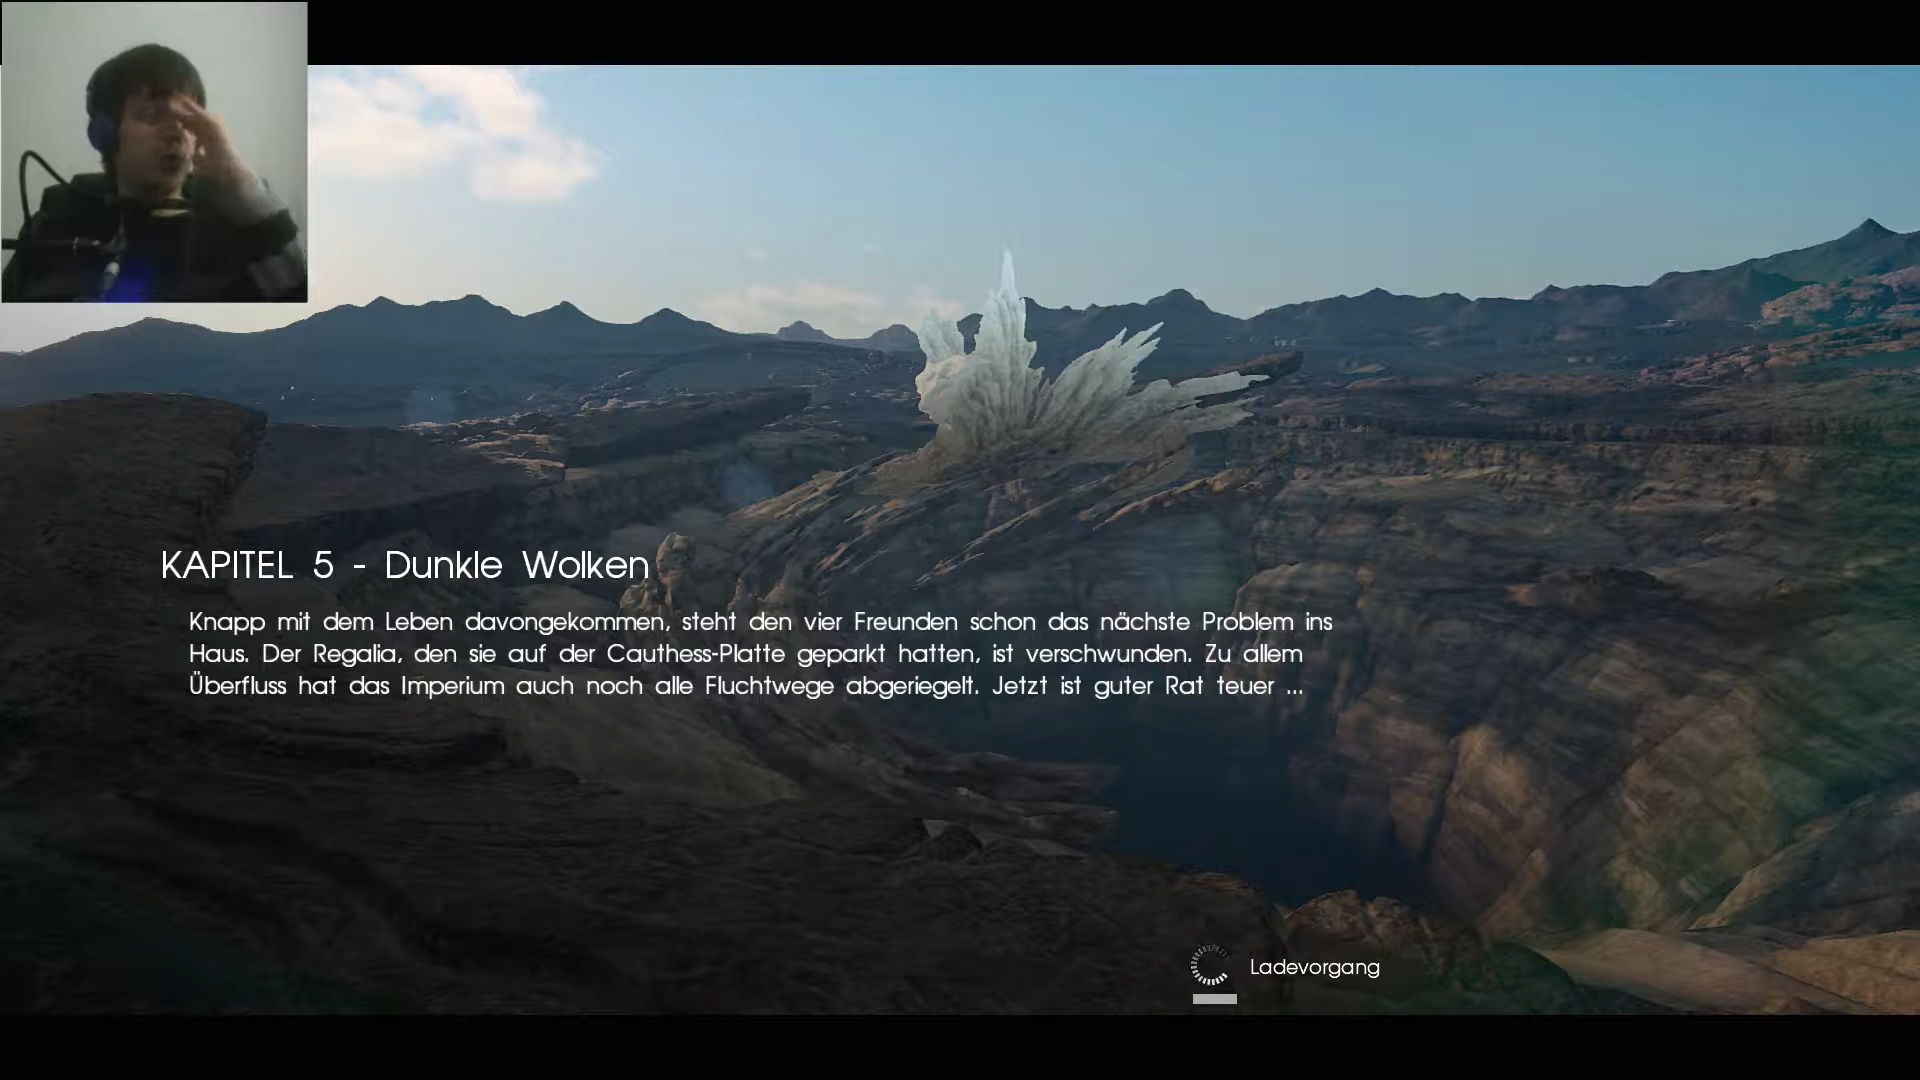 KAPITEL 5 - Dunkle Wolken
Knapp mit dem Leben davongekommen, steht den vier Freunden schon das nächste Problem ins
Haus. Der Regalia, den sie auf der Cauthess-Platte geparkt hatten, ist verschwunden. Zu allem
Überfluss hat das Imperium auch noch alle Fluchtwege abgeriegelt. Jetzt ist guter Rat teuer ...
Ladevorgang